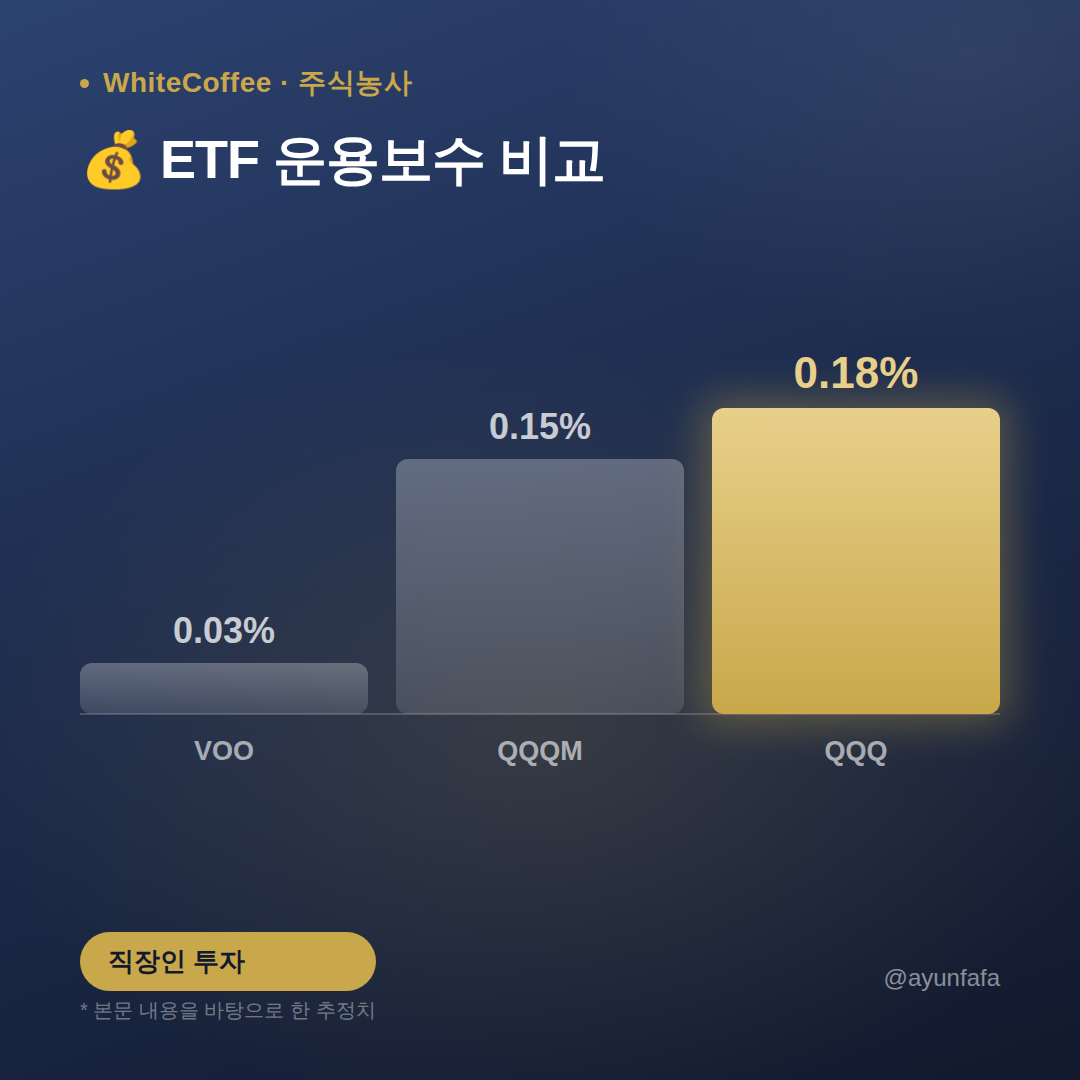 • WhiteCoffee · 주식농사
💰 ETF 운용보수 비교
0.18%
0.15%
0.03%
VOO QQQM QQQ
직장인 투자
@ayunfafa
* 본문 내용을 바탕으로 한 추정치